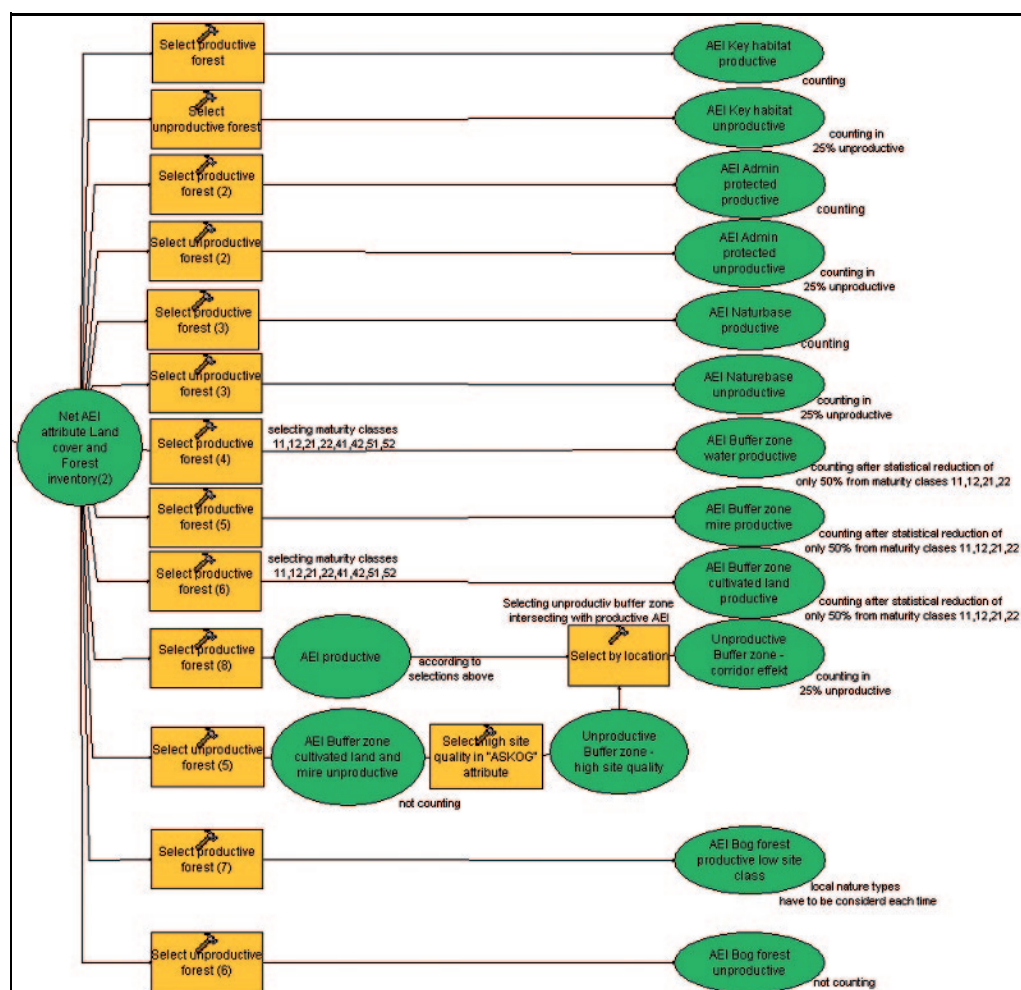 Select productive
forest
AEI Key habitat
productive
counting
Select
unproductive forest
AEI Key habitat
unproductive
counting in
25% unproductive
Select productive
forest (2)
AEI Admin
protected
productive
counting
Select unproductive
forest (2)
AEI Admin
protected
unproductive
counting in
25% unproductive
Select productive
forest (3)
AEI Naturbase
productive
counting
Select unproductive
forest (3)
AEI Naturebase
unproductive
counting in
25% unproductive
Net AEI
attribute Land
cover and
Forest
inventory(2)
Select productive
forest (4)
selecting maturity classes
11,12,21,22,41,42,51,52
AEI Buffer zone
water productive
counting after statistical reduction of
only 50% from maturity clases 11,12,21,22
Select productive
forest (5)
AEI Buffer zone
mire productive
counting after statistical reduction of
only 50% from maturity clases 11,12,21,22
Select productive
forest (6)
selecting maturity classes
11,12,21,22,41,42,51,52
AEI Buffer zone
cultivated land
productive
counting after statistical reduction of
only 50% from maturity clases 11,12,21,22
Selecting unproductiv buffer zone
intersecting with productive AEI
Select productive
forest (8)
AEI productive
according to
selections above
Select by location
Unproductive
Buffer zone -
corridor effekt
counting in
25% unproductive
Select unproductive
forest (5)
AEI Buffer zone
cultivated land and
mire unproductive
not counting
Select high site
quality in "ASKOG"
attribute
Unproductive
Buffer zone -
high site quality
Select productive
forest (7)
AEI Bog forest
productive low site
class
local nature types
have to be considerd each time
Select unproductive
forest (6)
AEI Bog forest
unproductive
not counting